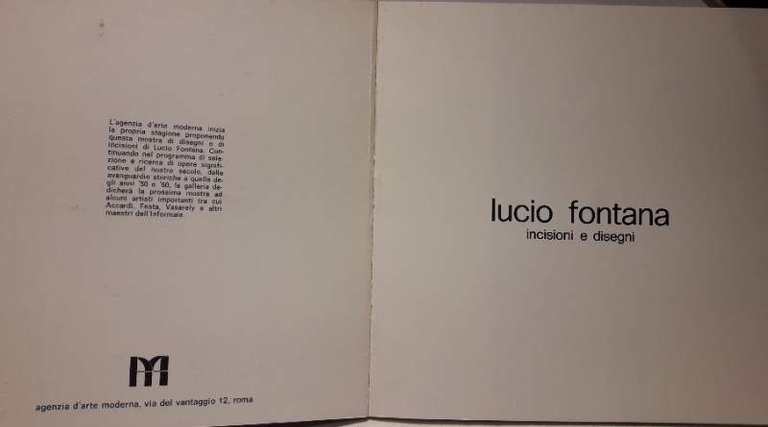 L'agenzia d'arte moderna inizia
la propria stagione proponendo
questa mostra di disegni e di
incisioni di Lucio Fontana. Con-
tinuando nel programma di sele-
zione e ricerca di opere signifi-
cative del nostro secolo, dalle
avanguardie storiche a quelle de-
gli anni '50 e '60, la galleria de-
dicherà la prossima mostra ad
alcuni artisti importanti tra cui
Accardi, Festa, Vasarely e altri
maestri dell'Informale.
agenzia d'arte moderna, via del vantaggio 12, roma
lucio fontana
incisioni e disegni